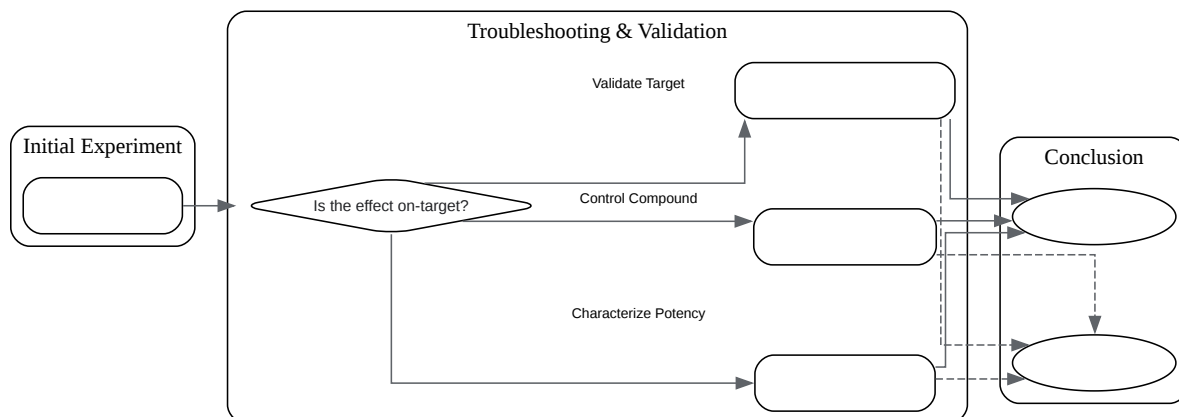 Troubleshooting & Validation
Validate Target
Initial Experiment
Conclusion
Is the effect on-target?
Control Compound
Characterize Potency